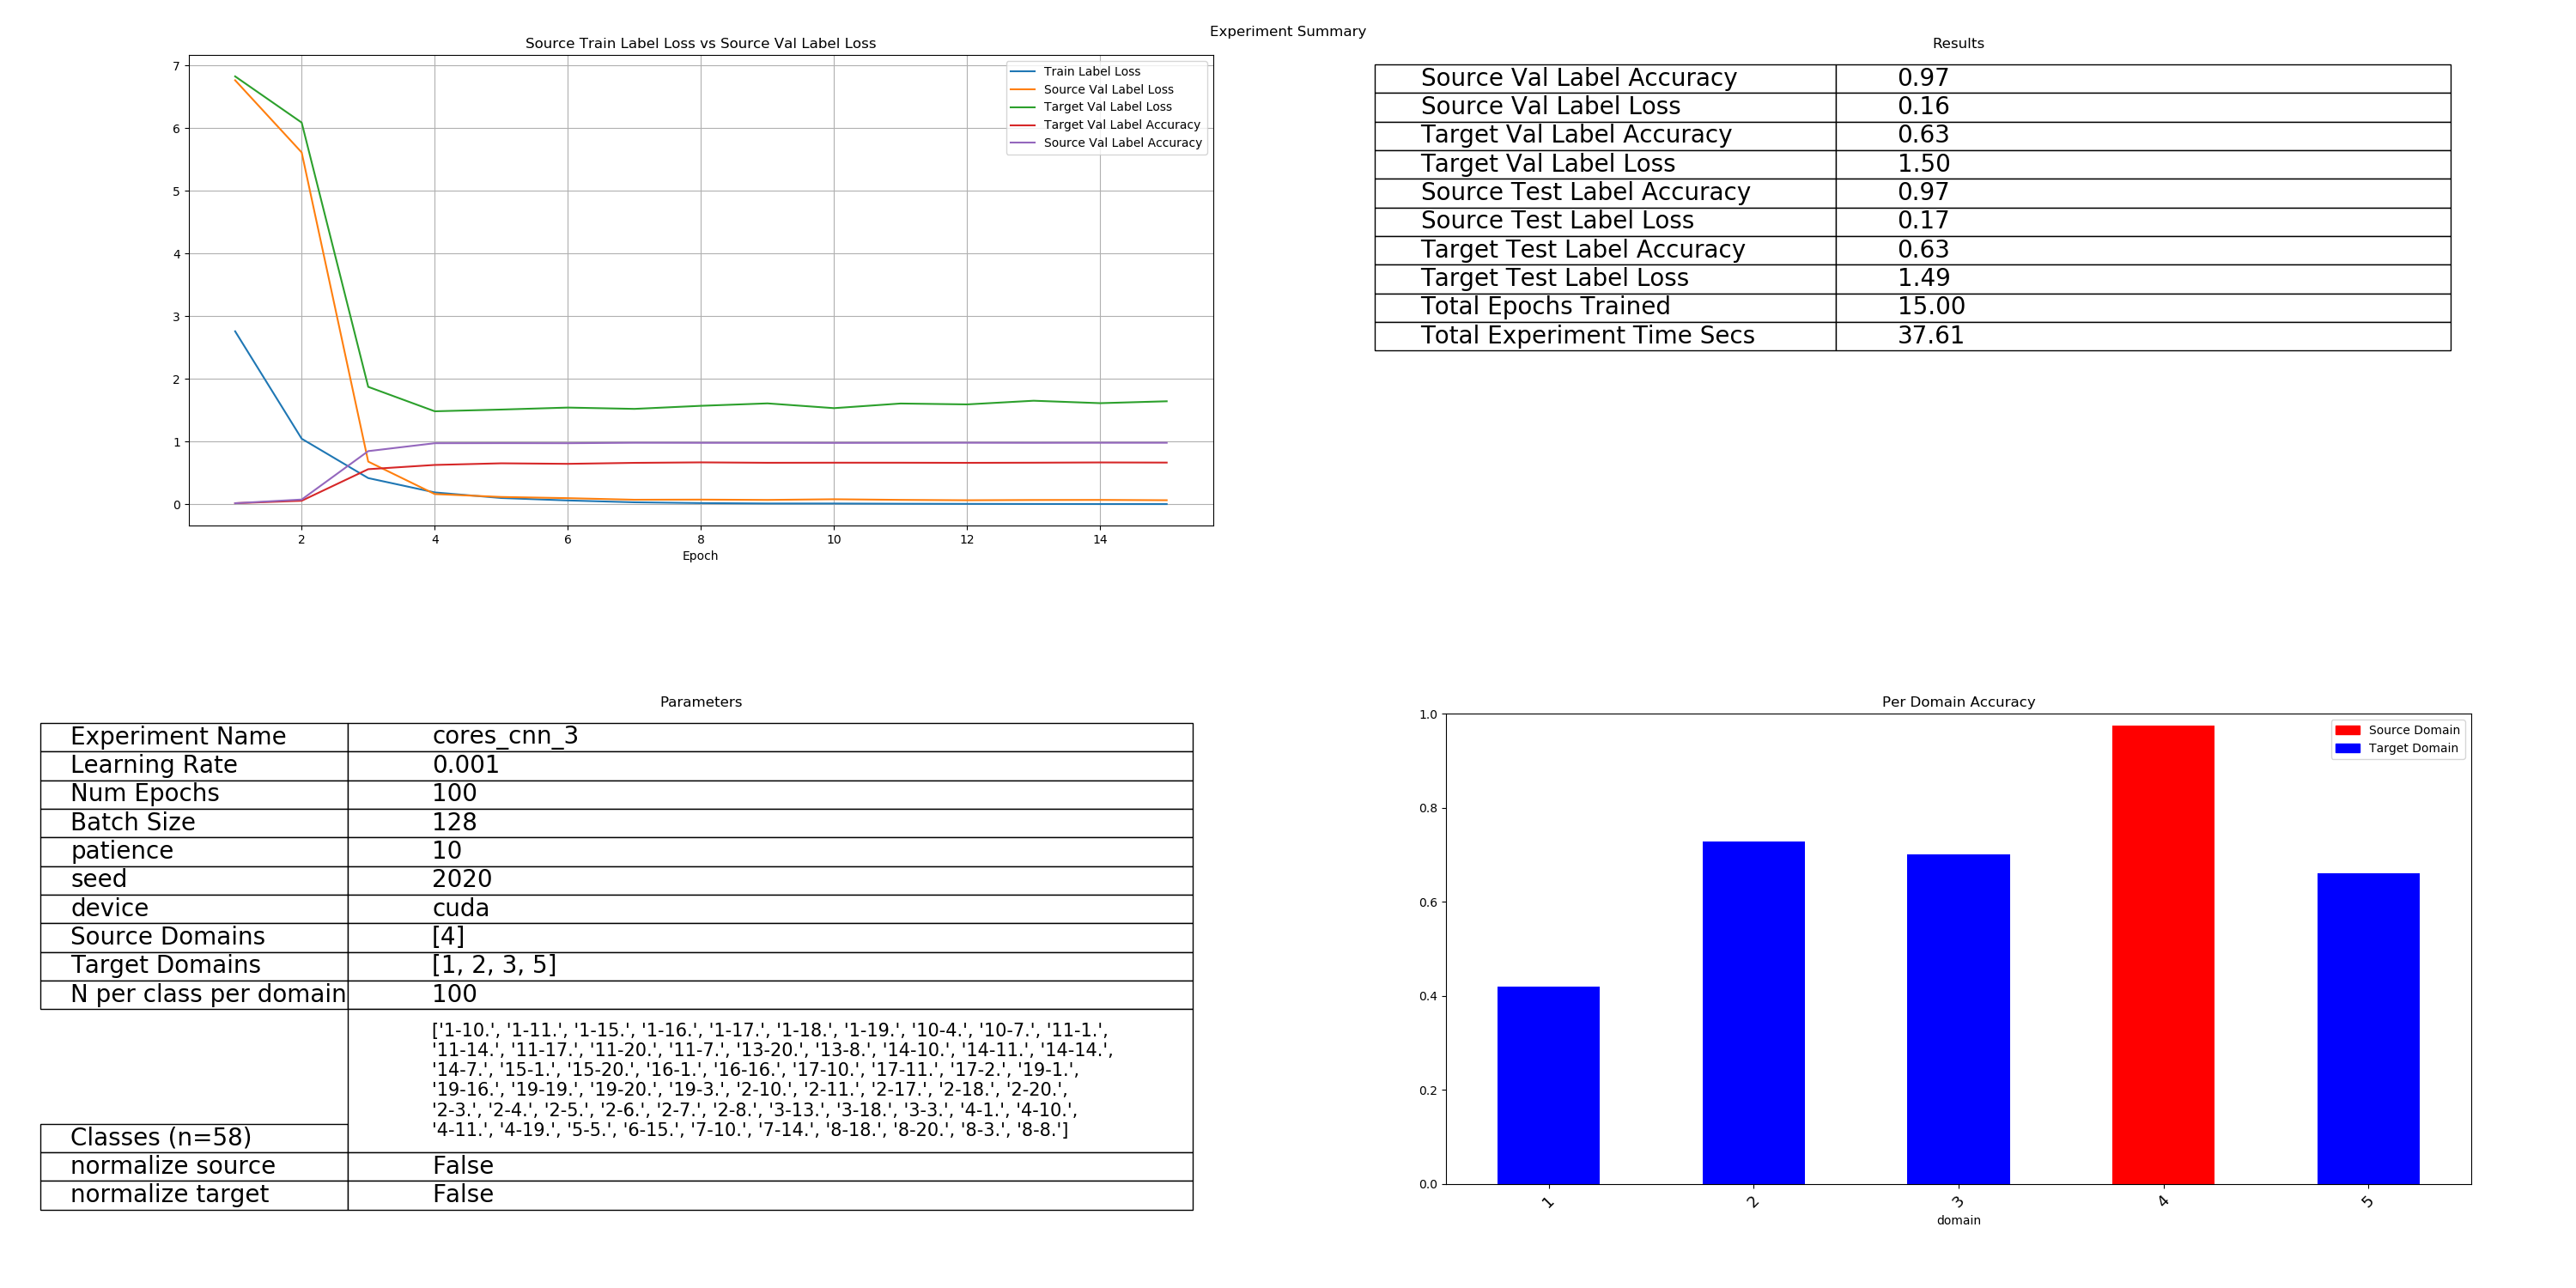 Experiment Summary
Source Train Label Loss vs Source Val Label Loss
7
6
5
4
3
2
1
0
2 4 6 8 10 12 14
Epoch
Train Label Loss
Source Val Label Loss
Target Val Label Loss
Target Val Label Accuracy
Source Val Label Accuracy
Results
Source Val Label Accuracy 0.97
Source Val Label Loss 0.16
Target Val Label Accuracy 0.63
Target Val Label Loss 1.50
Source Test Label Accuracy 0.97
Source Test Label Loss 0.17
Target Test Label Accuracy 0.63
Target Test Label Loss 1.49
Total Epochs Trained 15.00
Total Experiment Time Secs 37.61
Parameters
Experiment Name cores_cnn_3
Learning Rate 0.001
Num Epochs 100
Batch Size 128
patience 10
seed 2020
device cuda
Source Domains [4]
Target Domains [1, 2, 3, 5]
N per class per domain 100
['1-10.', '1-11.', '1-15.', '1-16.', '1-17.', '1-18.', '1-19.', '10-4.', '10-7.', '11-1.',
'11-14.', '11-17.', '11-20.', '11-7.', '13-20.', '13-8.', '14-10.', '14-11.', '14-14.',
'14-7.', '15-1.', '15-20.', '16-1.', '16-16.', '17-10.', '17-11.', '17-2.', '19-1.',
'19-16.', '19-19.', '19-20.', '19-3.', '2-10.', '2-11.', '2-17.', '2-18.', '2-20.',
'2-3.', '2-4.', '2-5.', '2-6.', '2-7.', '2-8.', '3-13.', '3-18.', '3-3.', '4-1.', '4-10.',
'4-11.', '4-19.', '5-5.', '6-15.', '7-10.', '7-14.', '8-18.', '8-20.', '8-3.', '8-8.']
Classes (n=58)
normalize source False
normalize target False
Per Domain Accuracy
1.0
0.8
0.6
0.4
0.2
0.0
1 2 3 4 5
domain
Source Domain
Target Domain